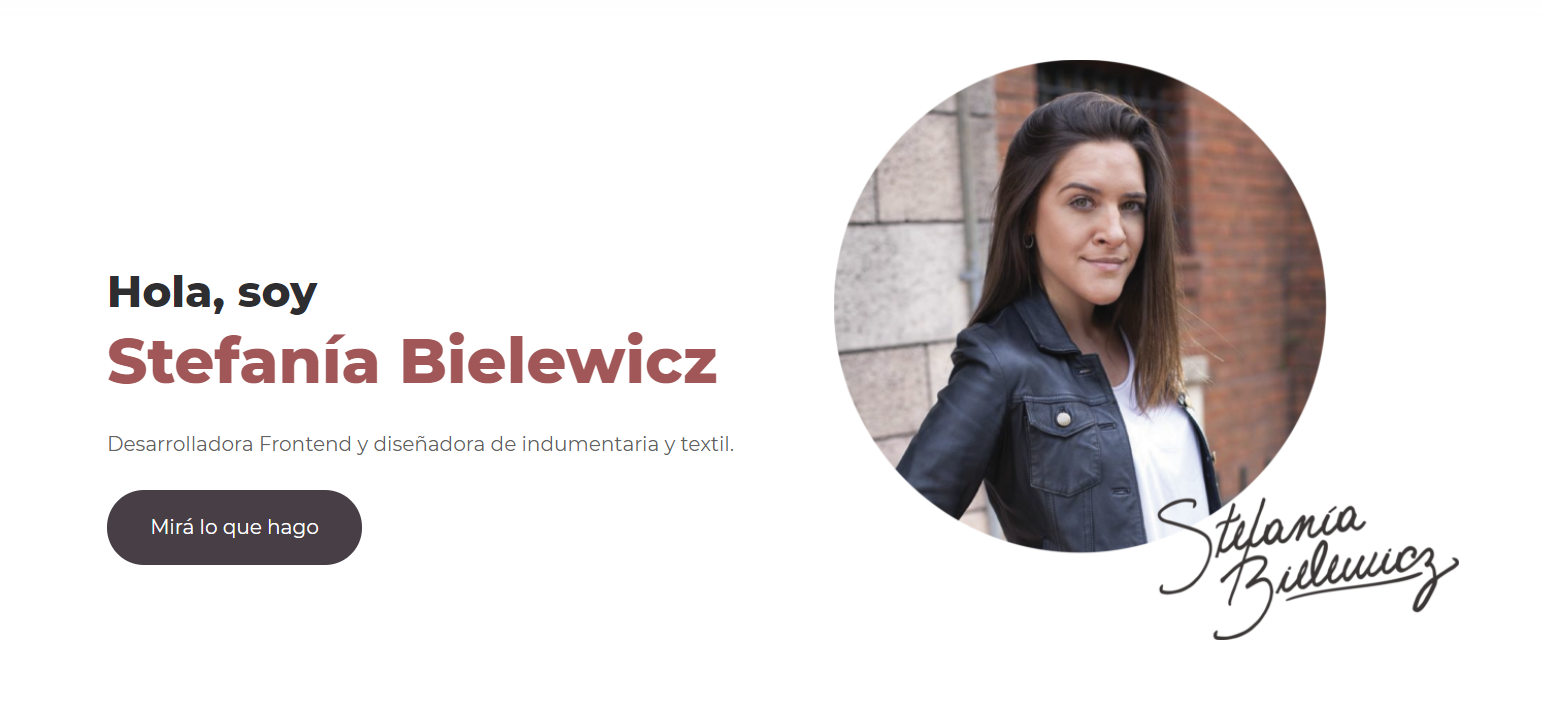 Hola, soy
Stefanía Bielewicz
Desarrolladora Frontend y diseñadora de indumentaria y textil.
Mirá lo que hago
Stefanía
Bielewicz